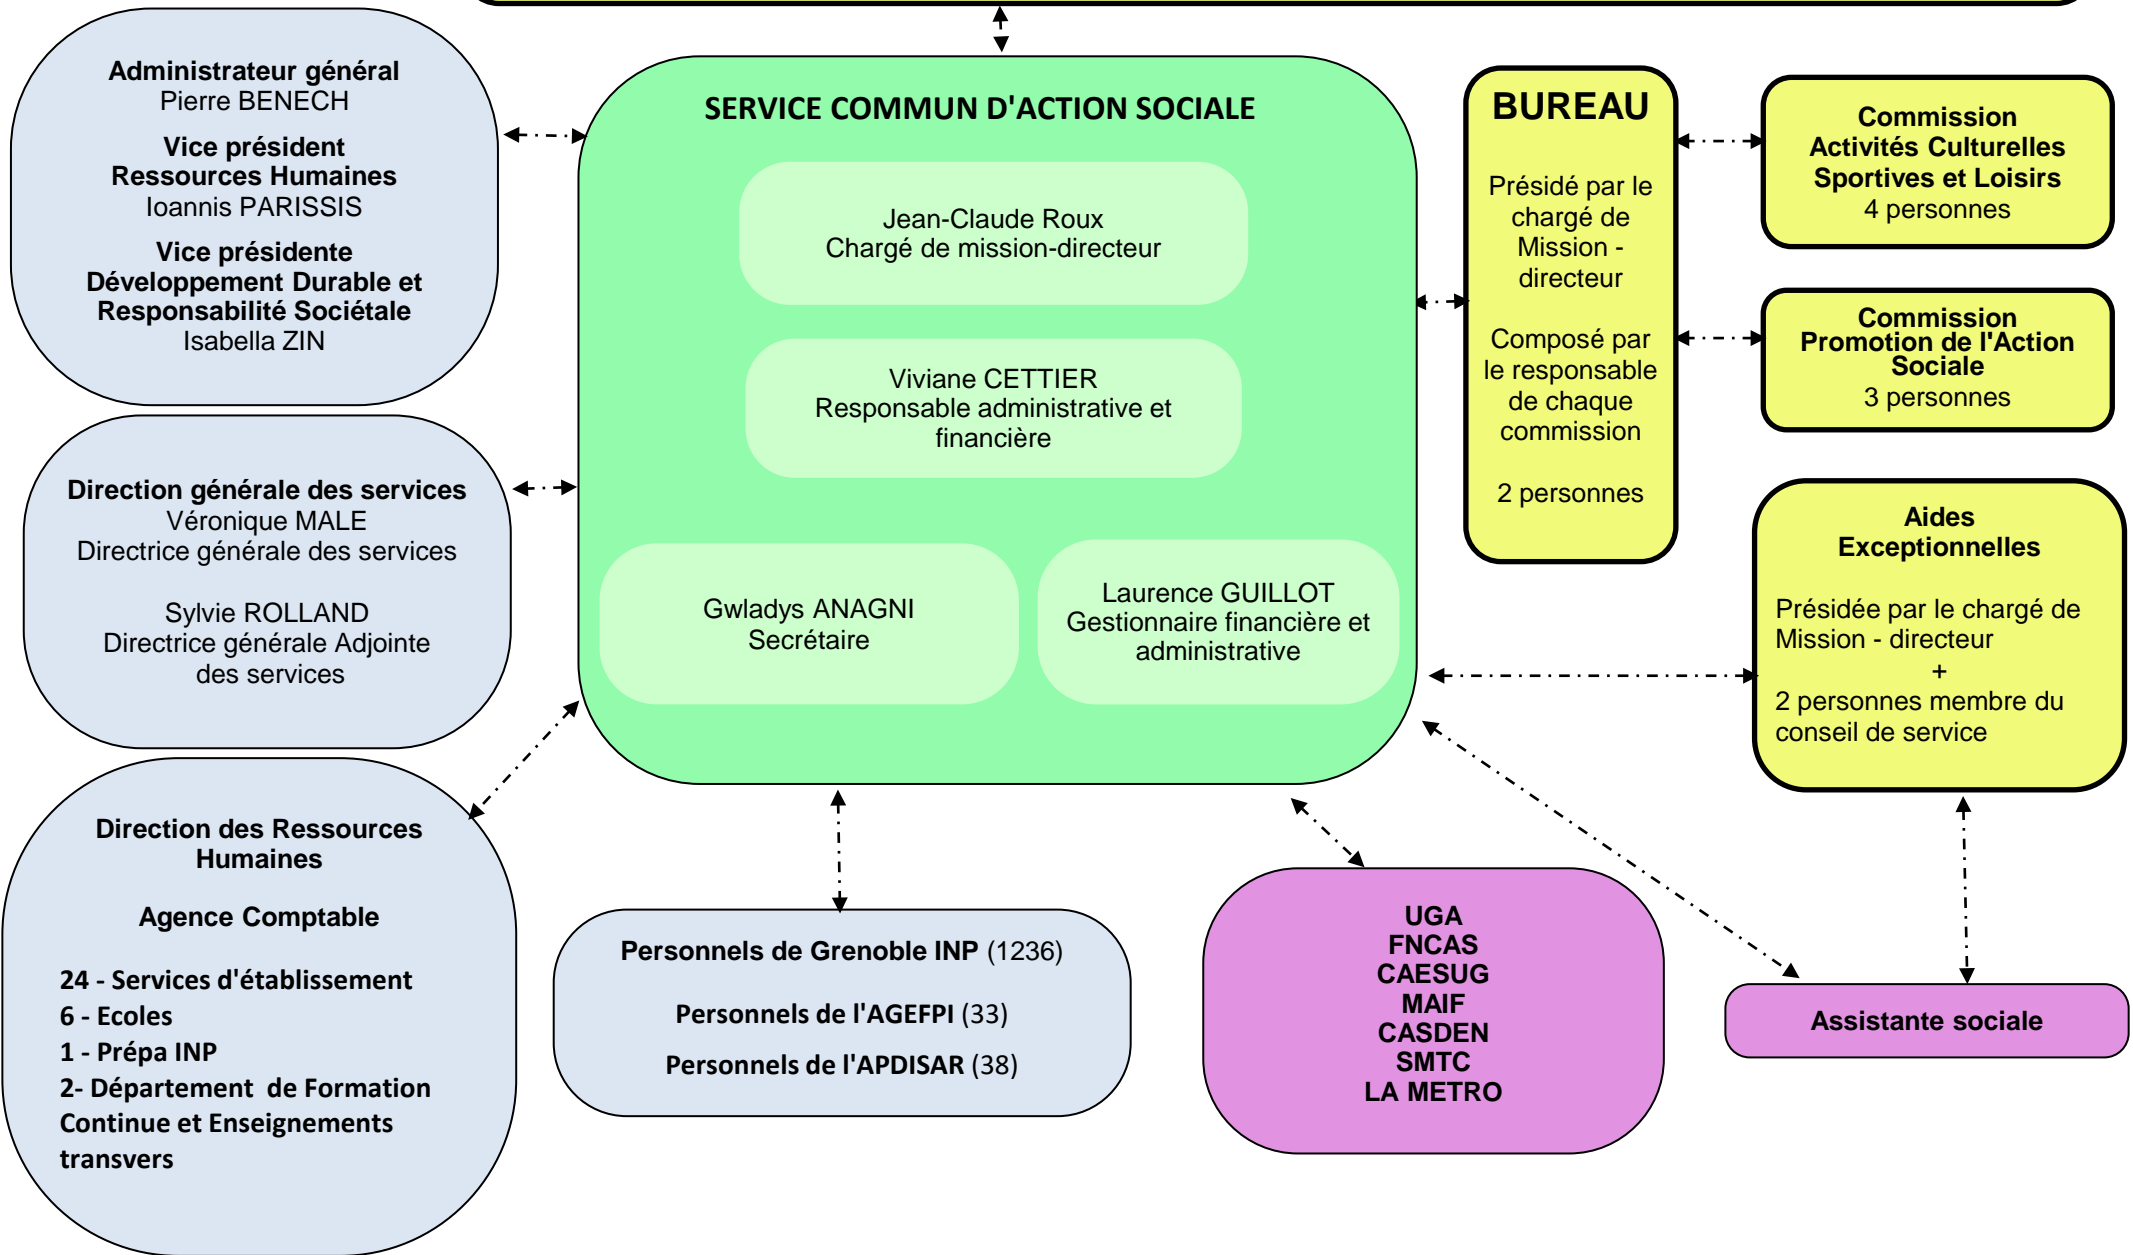 Administrateur général
Pierre BENECH
Vice président
Ressources Humaines
Ioannis PARISSIS
Vice présidente
Développement Durable et
Responsabilité Sociétale
Isabella ZIN
Direction générale des services
Véronique MALE
Directrice générale des services
Sylvie ROLLAND
Directrice générale Adjointe
des services
Direction des Ressources
Humaines
Agence Comptable
24 - Services d'établissement
6 - Ecoles
1 - Prépa INP
2- Département  de Formation
Continue et Enseignements
transvers
SERVICE COMMUN D'ACTION SOCIALE
Jean-Claude Roux
Chargé de mission-directeur
Viviane CETTIER
Responsable administrative et
financière
Gwladys ANAGNI
Secrétaire
Laurence GUILLOT
Gestionnaire financière et
administrative
Personnels de Grenoble INP (1236)
Personnels de l'AGEFPI (33)
Personnels de l'APDISAR (38)
BUREAU
Présidé par le
chargé de
Mission -
directeur
Composé par
le responsable
de chaque
commission
2 personnes
Commission
Activités Culturelles
Sportives et Loisirs
4 personnes
Commission
Promotion de l'Action
Sociale
3 personnes
Aides
Exceptionnelles
Présidée par le chargé de
Mission - directeur
+
2 personnes membre du
conseil de service
UGA
FNCAS
CAESUG
MAIF
CASDEN
SMTC
LA METRO
Assistante sociale